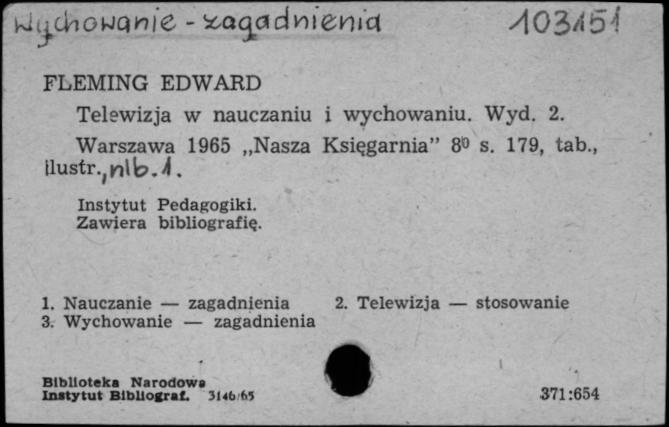 Wychowanie - zagadnienia 103151
FLEMING EDWARD
Telewizja w nauczaniu i wychowaniu. Wyd. 2.
Warszawa 1965 „Nasza Księgarnia” 8⁰ s. 179, tab.,
ilustr., nlb. 1.
Instytut Pedagogiki.
Zawiera bibliografię.
1. Nauczanie — zagadnienia 2. Telewizja — stosowanie
3. Wychowanie — zagadnienia
Biblioteka Narodowa
Instytut Bibliograf. 3146/65 371:654